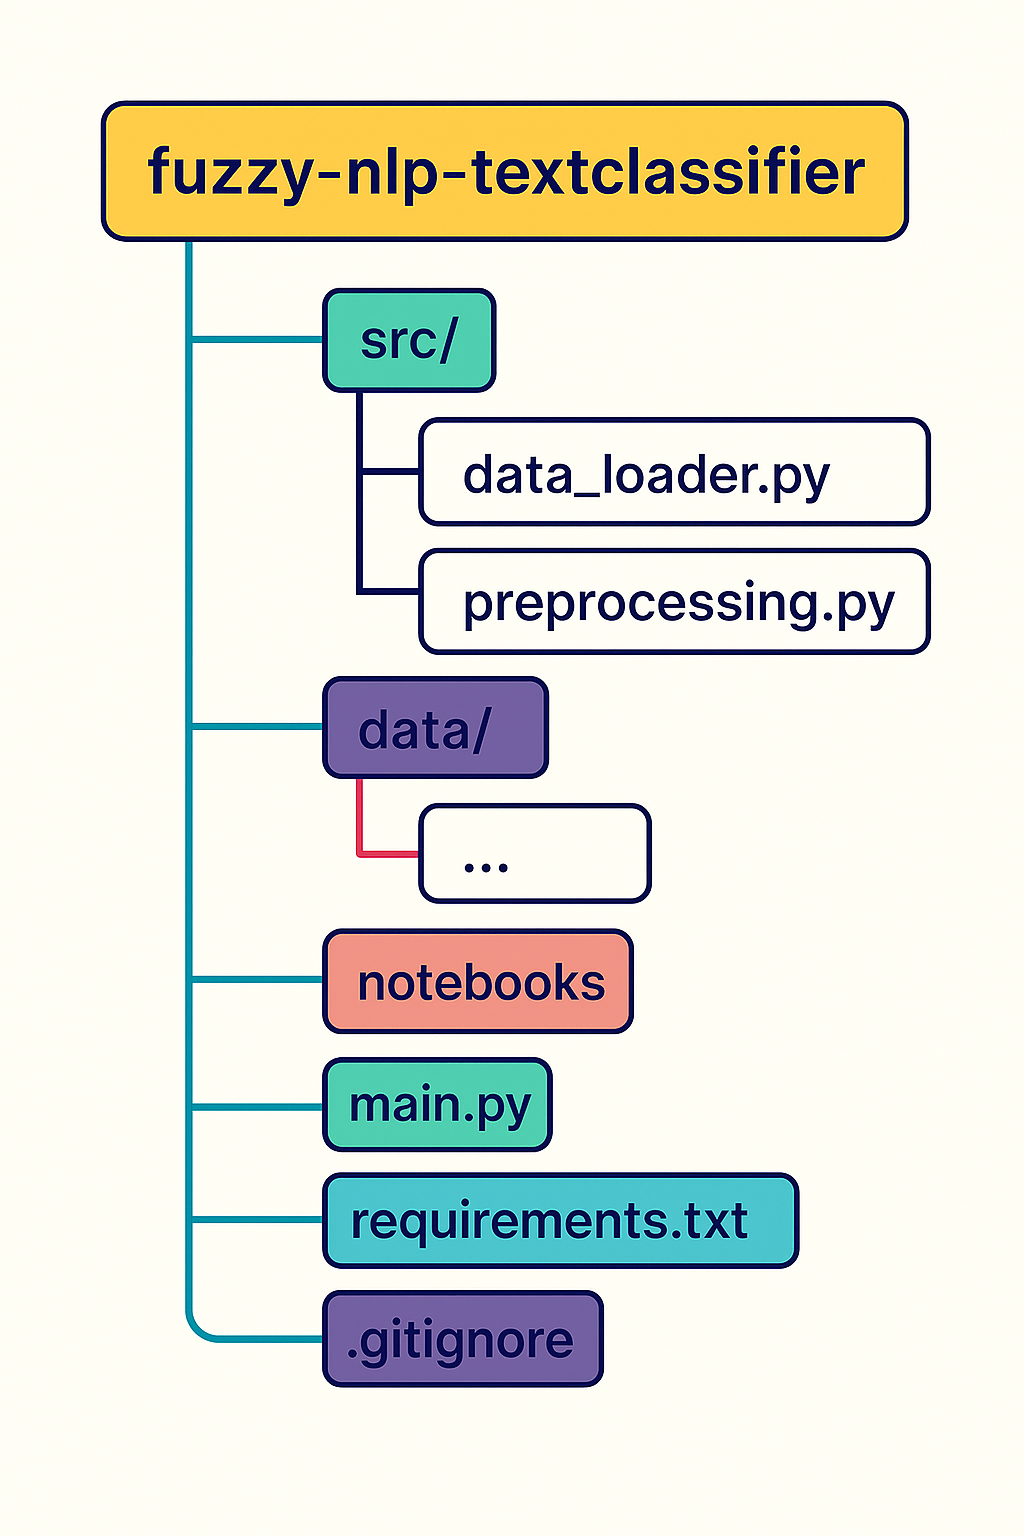 fuzzy-nlp-textclassifier
src/
data_loader.py
preprocessing.py
data/
...
notebooks
main.py
requirements.txt
.gitignore